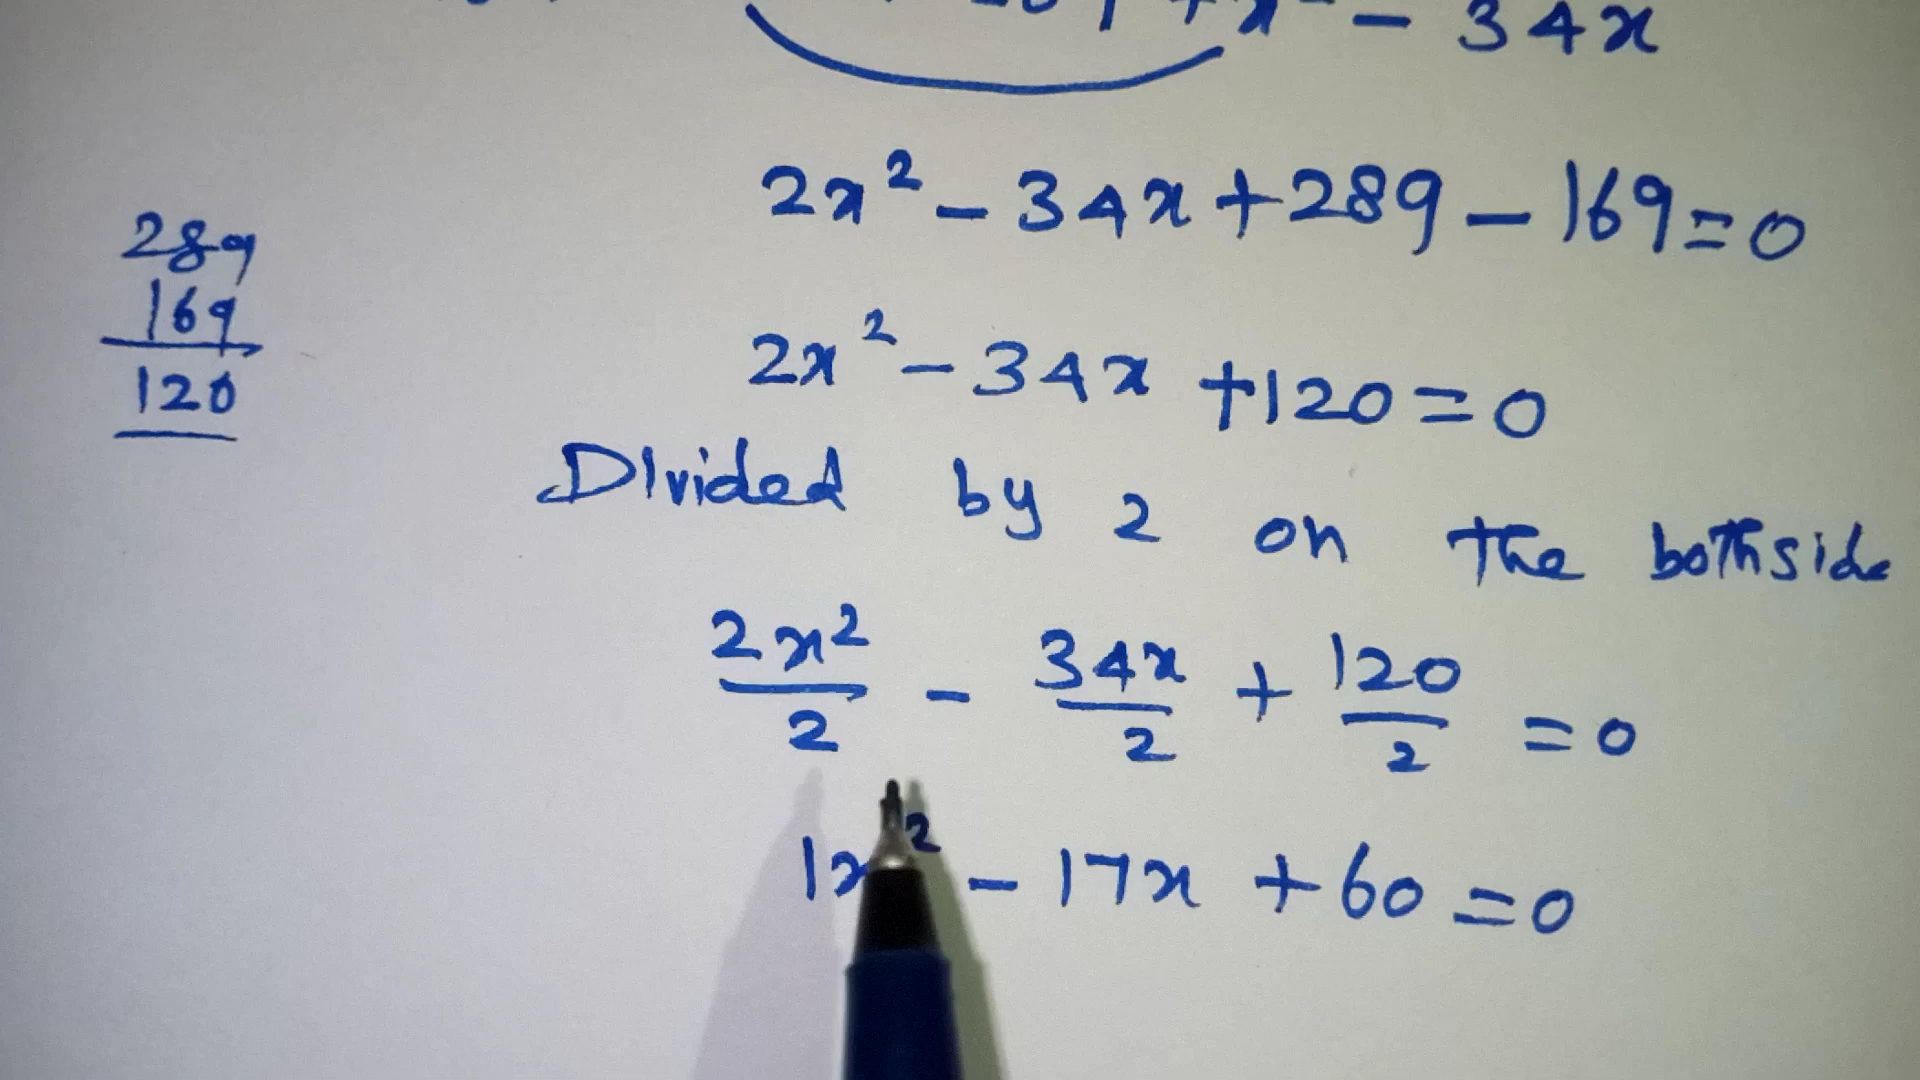 - 34x
2x² - 34x + 289 - 169 = 0
289
169
120
2x² - 34x + 120 = 0
DIvided by 2 on the bothside
2x²/2 - 34x/2 + 120/2 = 0
1x² - 17x + 60 = 0